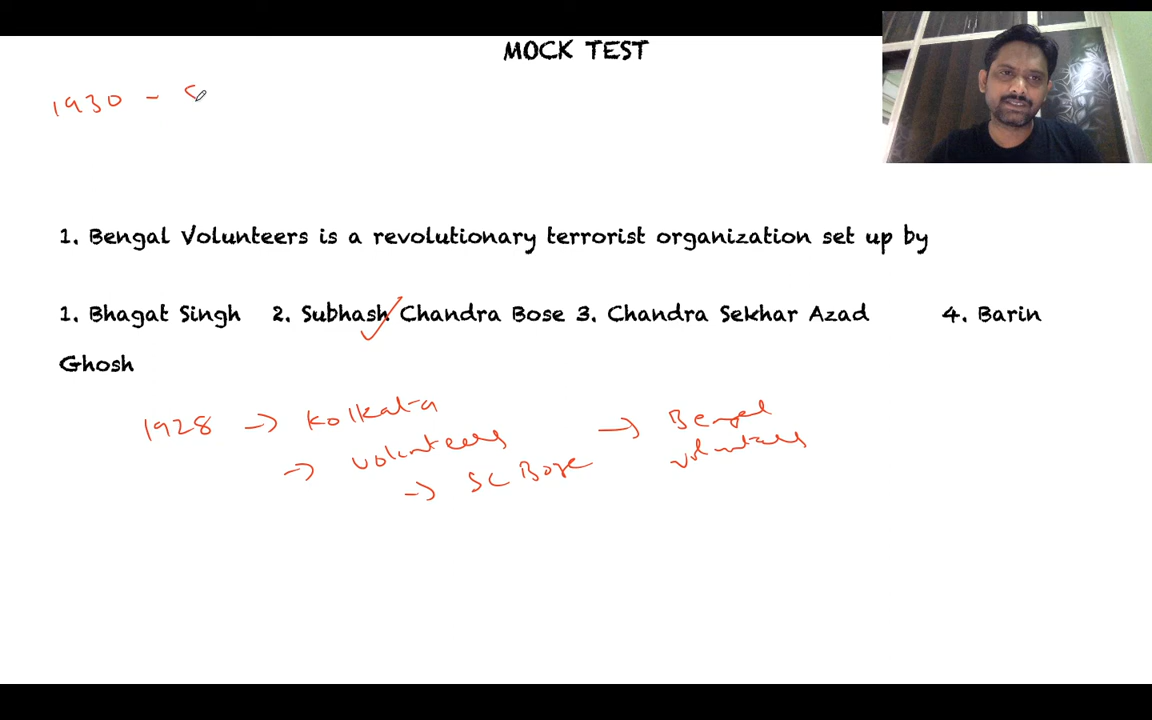 MOCK TEST
1930 - S
1. Bengal Volunteers is a revolutionary terrorist organization set up by
1. Bhagat Singh 2. Subhash Chandra Bose 3. Chandra Sekhar Azad 4. Barin
Ghosh
1928 → Kolkata
→ volunteers
→ SC Bose
→ Bengal
volunteers